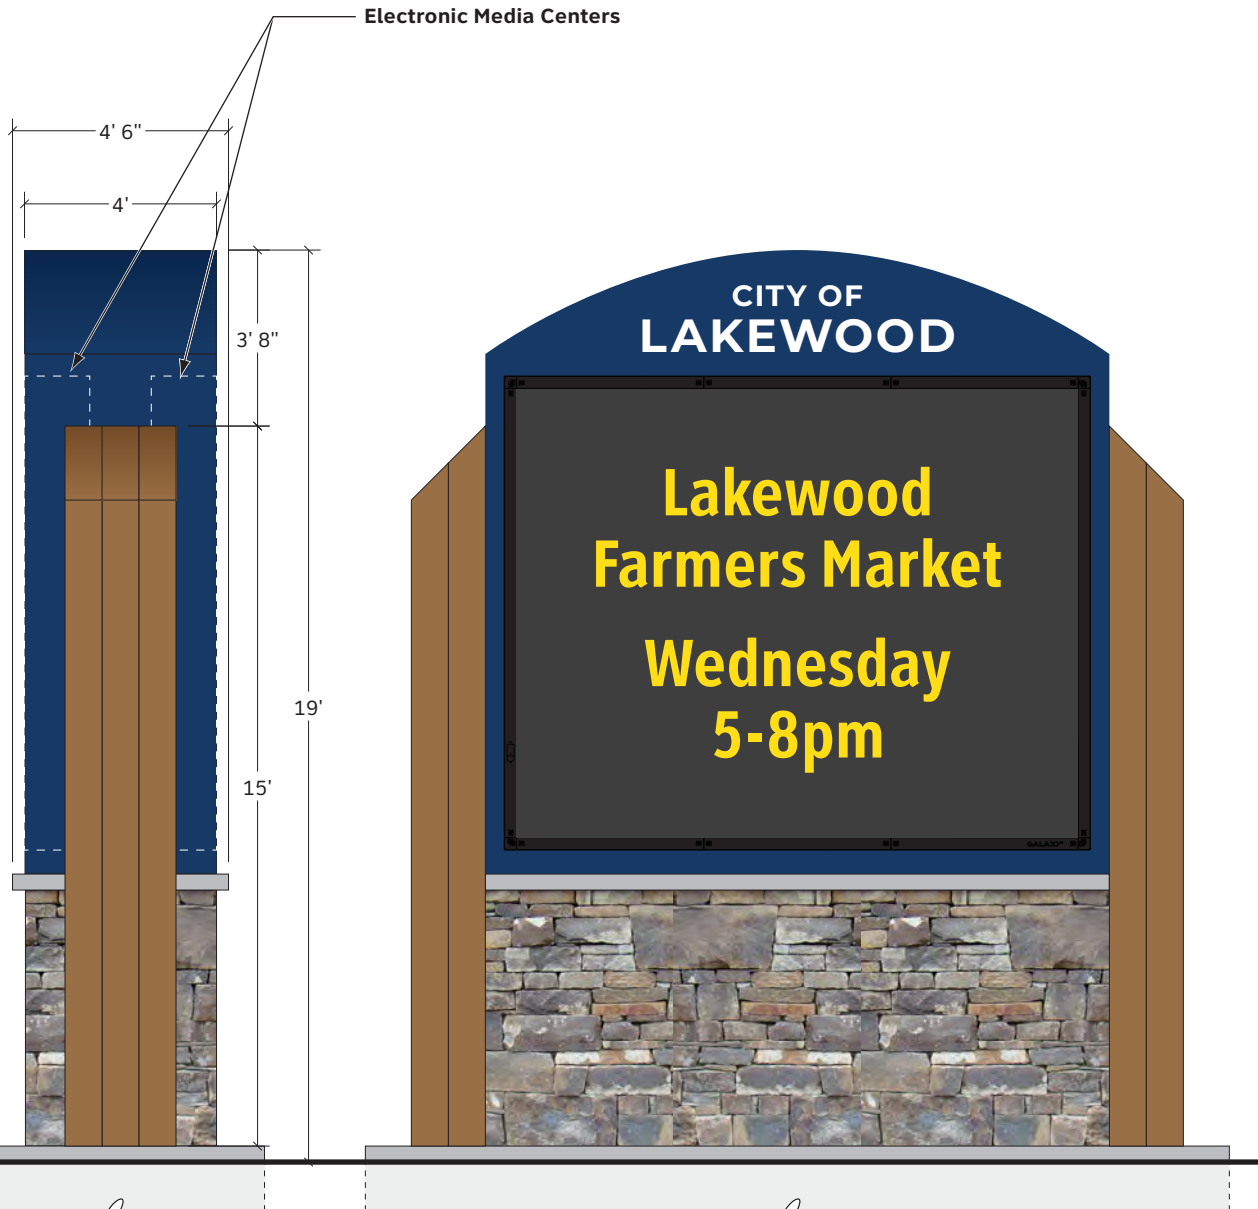 Electronic Media Centers
4' 6"
4'
3' 8"
19'
15'
CITY OF
LAKEWOOD
Lakewood
Farmers Market
Wednesday
5-8pm